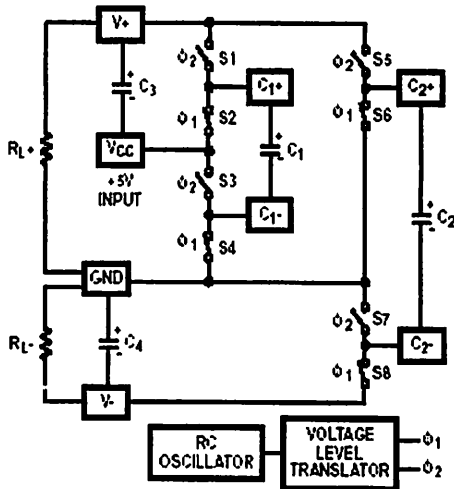 V+
S1
S5
ϕ2
ϕ2
C3
C1+
C2+
ϕ1
S2
ϕ1
S6
RL+
VCC
C1
+5V
INPUT
ϕ2
S3
C1-
C2
ϕ1
S4
GND
ϕ2
S7
RL-
C4
C2-
ϕ1
S8
V-
RC
OSCILLATOR
VOLTAGE
LEVEL
TRANSLATOR
ϕ1
ϕ2